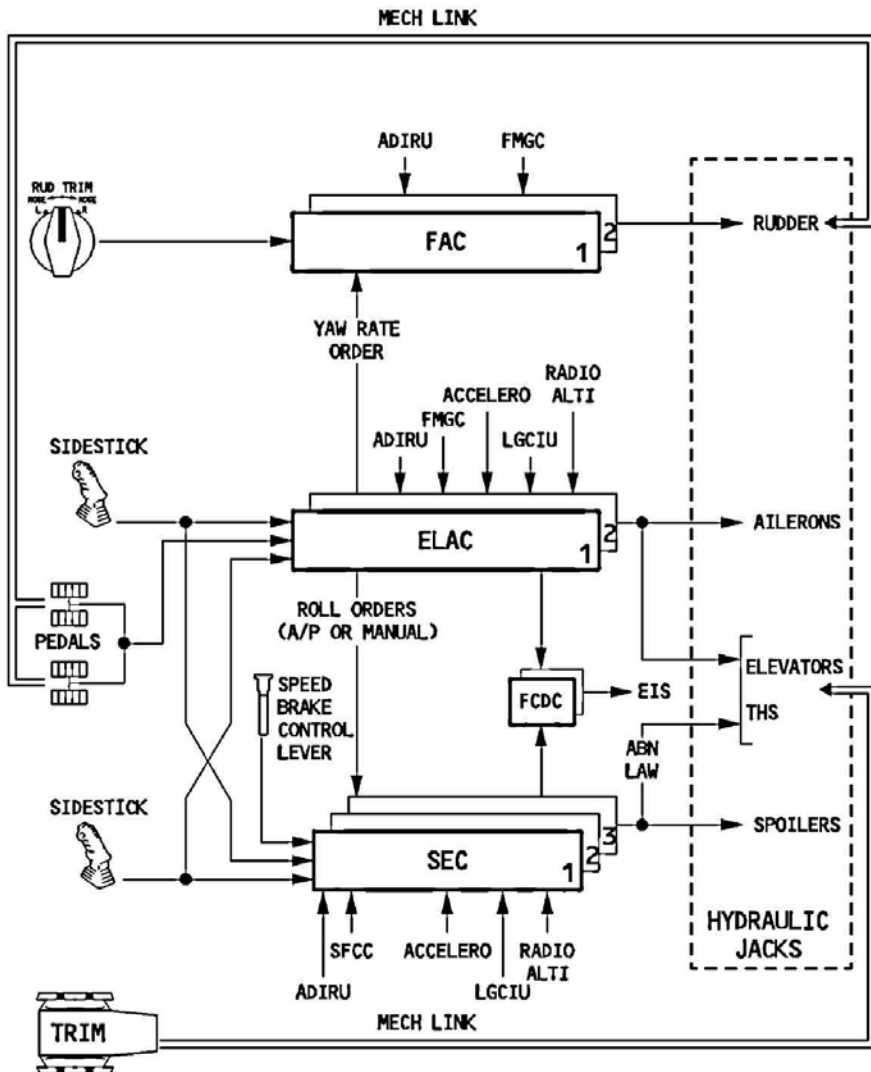 MECH LINK
ADIRU
FMGC
RUD TRIM
NOSE NOSE
L R
FAC
1
2
RUDDER
YAW RATE
ORDER
RADIO
ALTI
ACCELERO
FMGC
ADIRU
LGCIU
SIDESTICK
ELAC
1
2
AILERONS
ROLL ORDERS
(A/P OR MANUAL)
PEDALS
SPEED
BRAKE
CONTROL
LEVER
FCDC
EIS
ELEVATORS
THS
ABN
LAW
SIDESTICK
SEC
1
2
3
SPOILERS
SFCC
ACCELERO
RADIO
ALTI
ADIRU
LGCIU
HYDRAULIC
JACKS
TRIM
MECH LINK